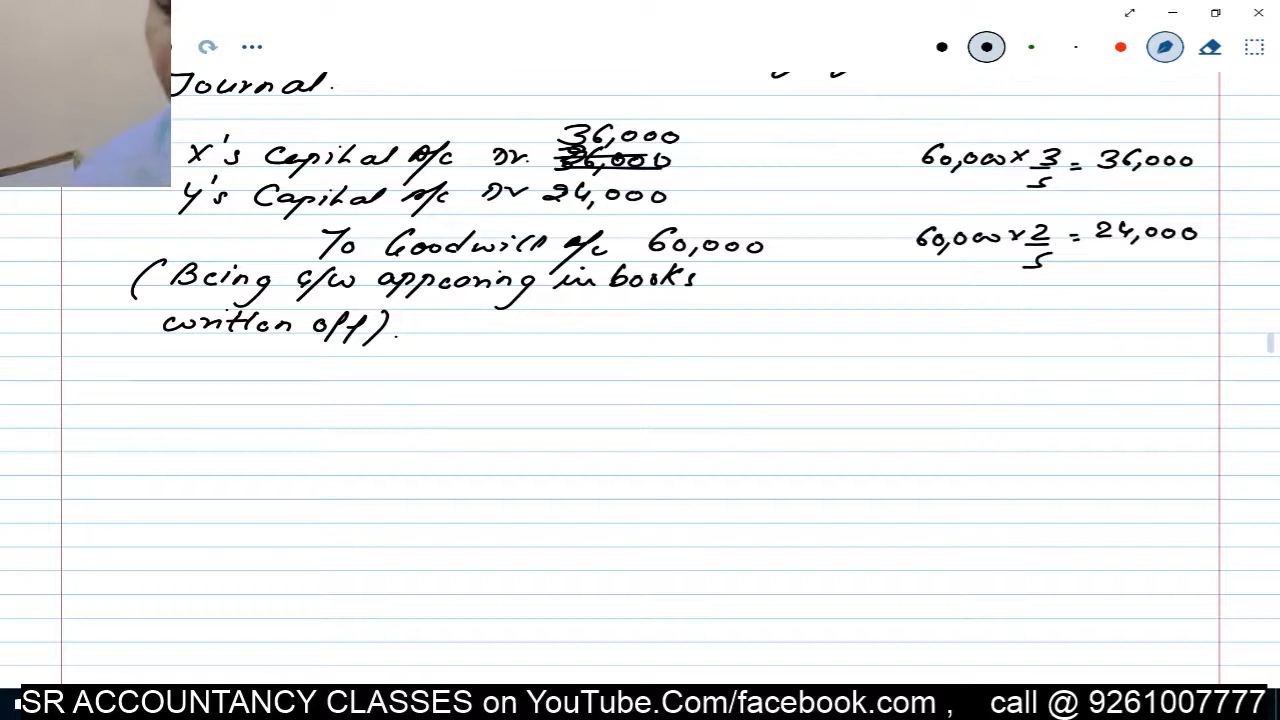 Journal.
36,000
X's Capital A/c Dr. 36,000
60,000 × 3/5 = 36,000
Y's Capital A/c Dr 24,000
To Goodwill A/c 60,000
60,000 × 2/5 = 24,000
( Being G/W appearing in books
written off).
SR ACCOUNTANCY CLASSES on YouTube.Com/facebook.com , call @ 9261007777